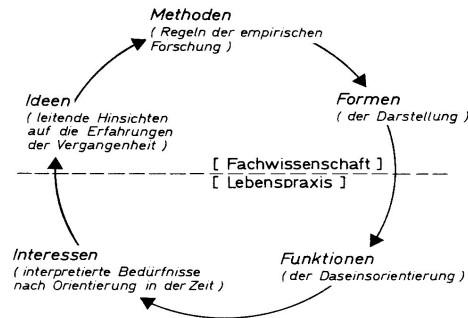 Methoden
( Regeln der empirischen
Forschung )
Ideen
( leitende Hinsichten
auf die Erfahrungen
der Vergangenheit )
Formen
( der Darstellung )
[ Fachwissenschaft ]
[ Lebenspraxis ]
Interessen
( interpretierte Bedürfnisse
nach Orientierung in der Zeit )
Funktionen
( der Daseinsorientierung )